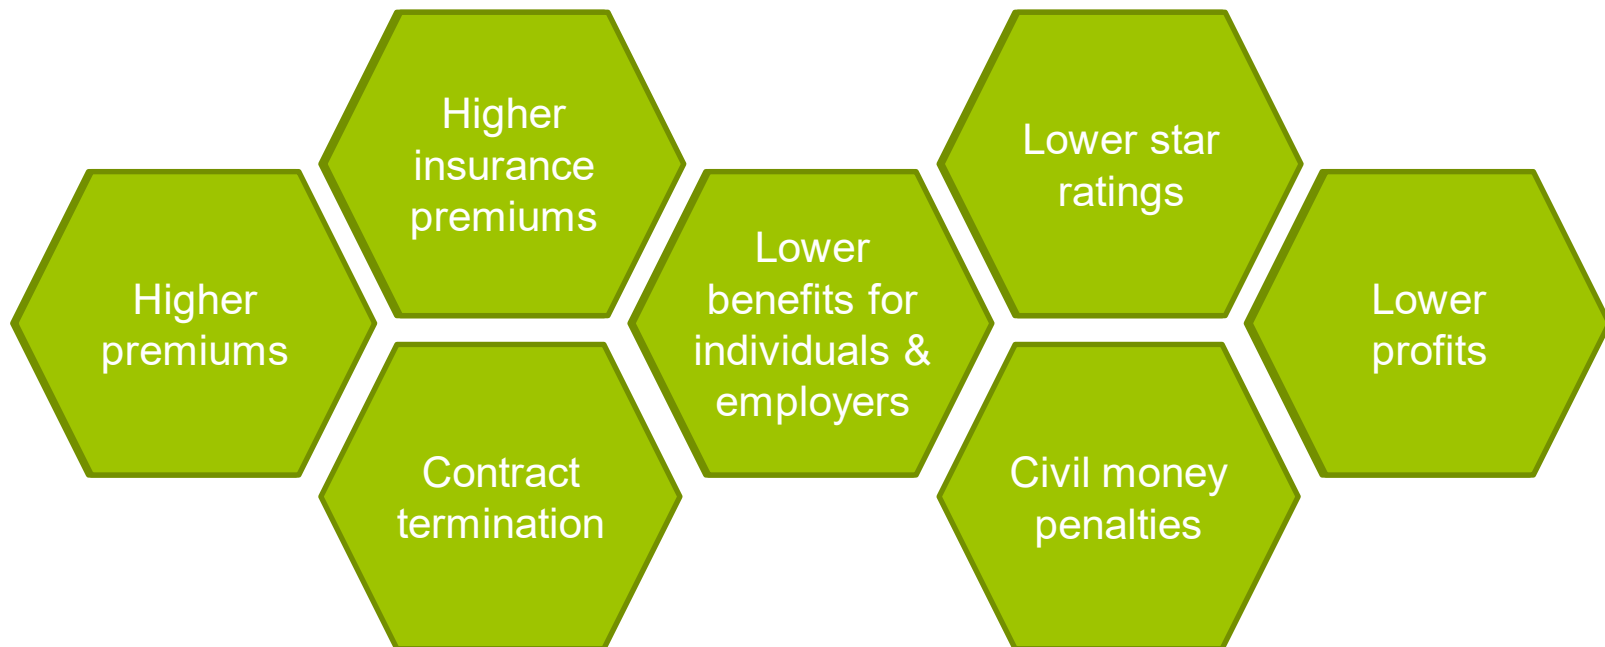 Higher
premiums
Higher
insurance
premiums
Contract
termination
Lower
benefits for
individuals &
employers
Lower star
ratings
Civil money
penalties
Lower
profits